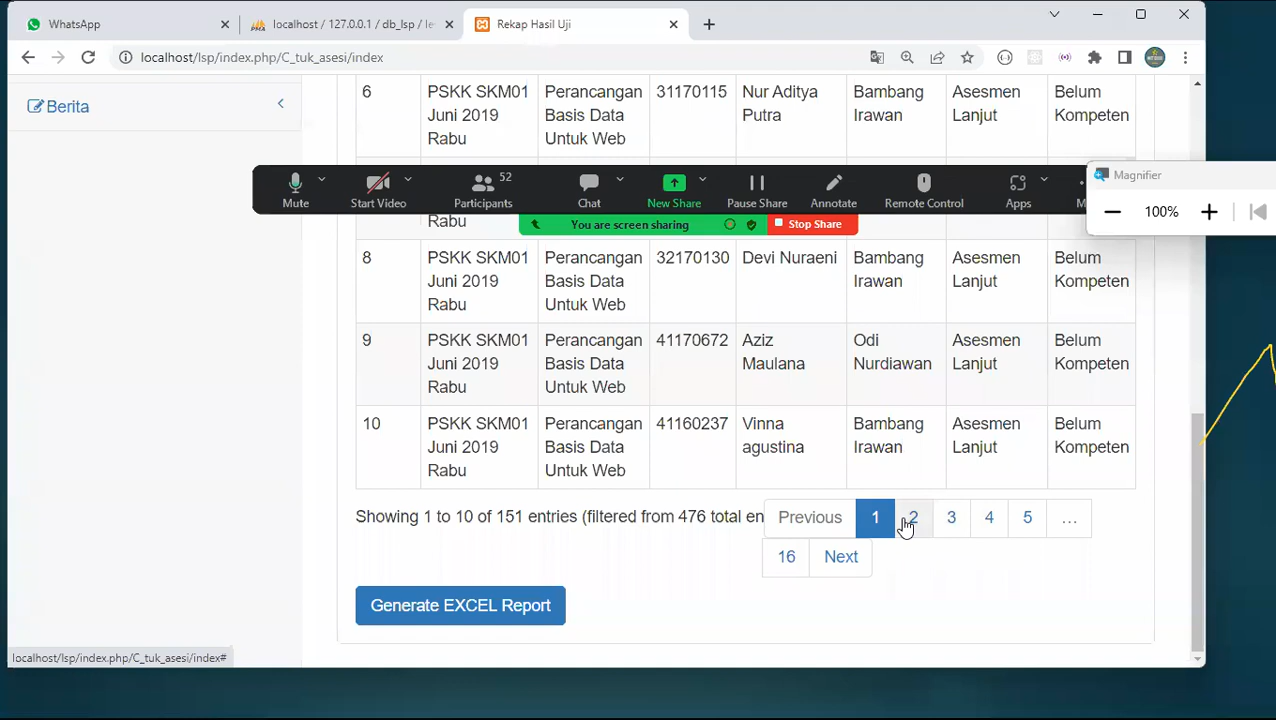 WhatsApp
localhost / 127.0.0.1 / db_lsp / le
Rekap Hasil Uji
localhost/lsp/index.php/C_tuk_asesi/index
Berita
6 PSKK SKM01 Perancangan 31170115 Nur Aditya Bambang Asesmen Belum
Juni 2019 Basis Data Putra Irawan Lanjut Kompeten
Rabu Untuk Web
Mute Start Video Participants 52 Chat New Share Pause Share Annotate Remote Control Apps M
Magnifier
100%
You are screen sharing Stop Share
Rabu
8 PSKK SKM01 Perancangan 32170130 Devi Nuraeni Bambang Asesmen Belum
Juni 2019 Basis Data Irawan Lanjut Kompeten
Rabu Untuk Web
9 PSKK SKM01 Perancangan 41170672 Aziz Odi Asesmen Belum
Juni 2019 Basis Data Maulana Nurdiawan Lanjut Kompeten
Rabu Untuk Web
10 PSKK SKM01 Perancangan 41160237 Vinna Bambang Asesmen Belum
Juni 2019 Basis Data agustina Irawan Lanjut Kompeten
Rabu Untuk Web
Showing 1 to 10 of 151 entries (filtered from 476 total en Previous 1 2 3 4 5 …
16 Next
Generate EXCEL Report
localhost/lsp/index.php/C_tuk_asesi/index#